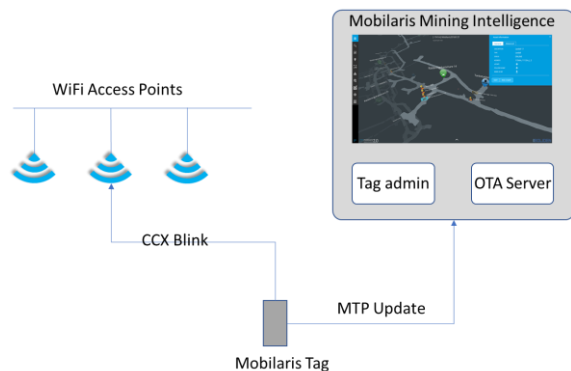 Mobilaris Mining Intelligence
WiFi Access Points
Tag admin
OTA Server
CCX Blink
MTP Update
Mobilaris Tag